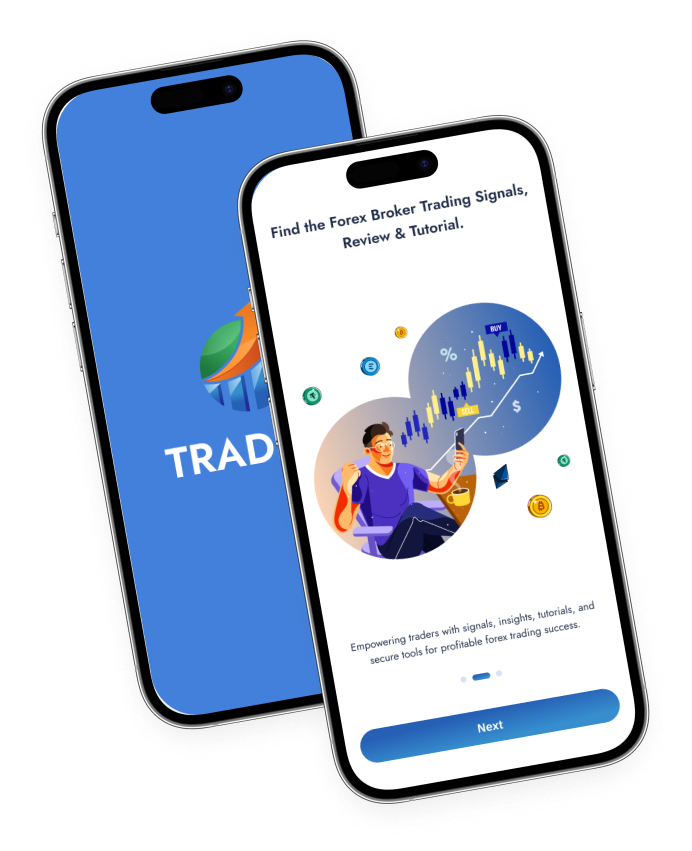 TRAD
Find the Forex Broker Trading Signals,
Review & Tutorial.
%
BUY
SELL
$
Empowering traders with signals, insights, tutorials, and
secure tools for profitable forex trading success.
Next